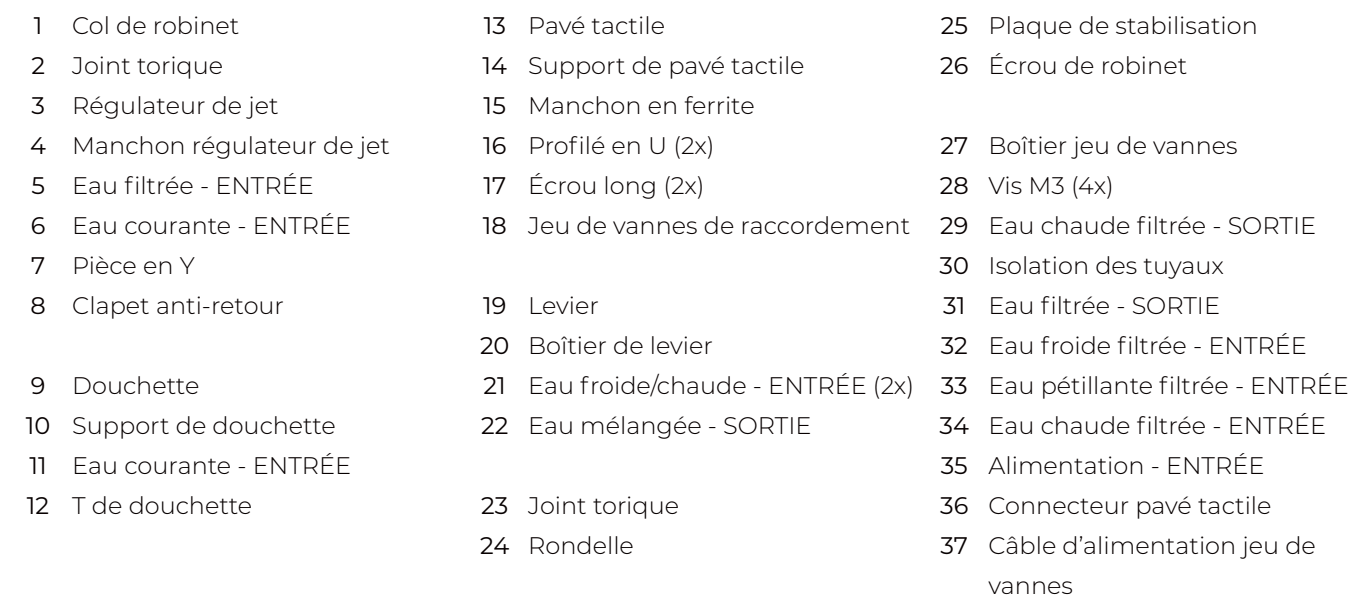 1 Col de robinet
2 Joint torique
3 Régulateur de jet
4 Manchon régulateur de jet
5 Eau filtrée - ENTRÉE
6 Eau courante - ENTRÉE
7 Pièce en Y
8 Clapet anti-retour
9 Douchette
10 Support de douchette
11 Eau courante - ENTRÉE
12 T de douchette
13 Pavé tactile
14 Support de pavé tactile
15 Manchon en ferrite
16 Profilé en U (2x)
17 Écrou long (2x)
18 Jeu de vannes de raccordement
19 Levier
20 Boîtier de levier
21 Eau froide/chaude - ENTRÉE (2x)
22 Eau mélangée - SORTIE
23 Joint torique
24 Rondelle
25 Plaque de stabilisation
26 Écrou de robinet
27 Boîtier jeu de vannes
28 Vis M3 (4x)
29 Eau chaude filtrée - SORTIE
30 Isolation des tuyaux
31 Eau filtrée - SORTIE
32 Eau froide filtrée - ENTRÉE
33 Eau pétillante filtrée - ENTRÉE
34 Eau chaude filtrée - ENTRÉE
35 Alimentation - ENTRÉE
36 Connecteur pavé tactile
37 Câble d’alimentation jeu de
vannes